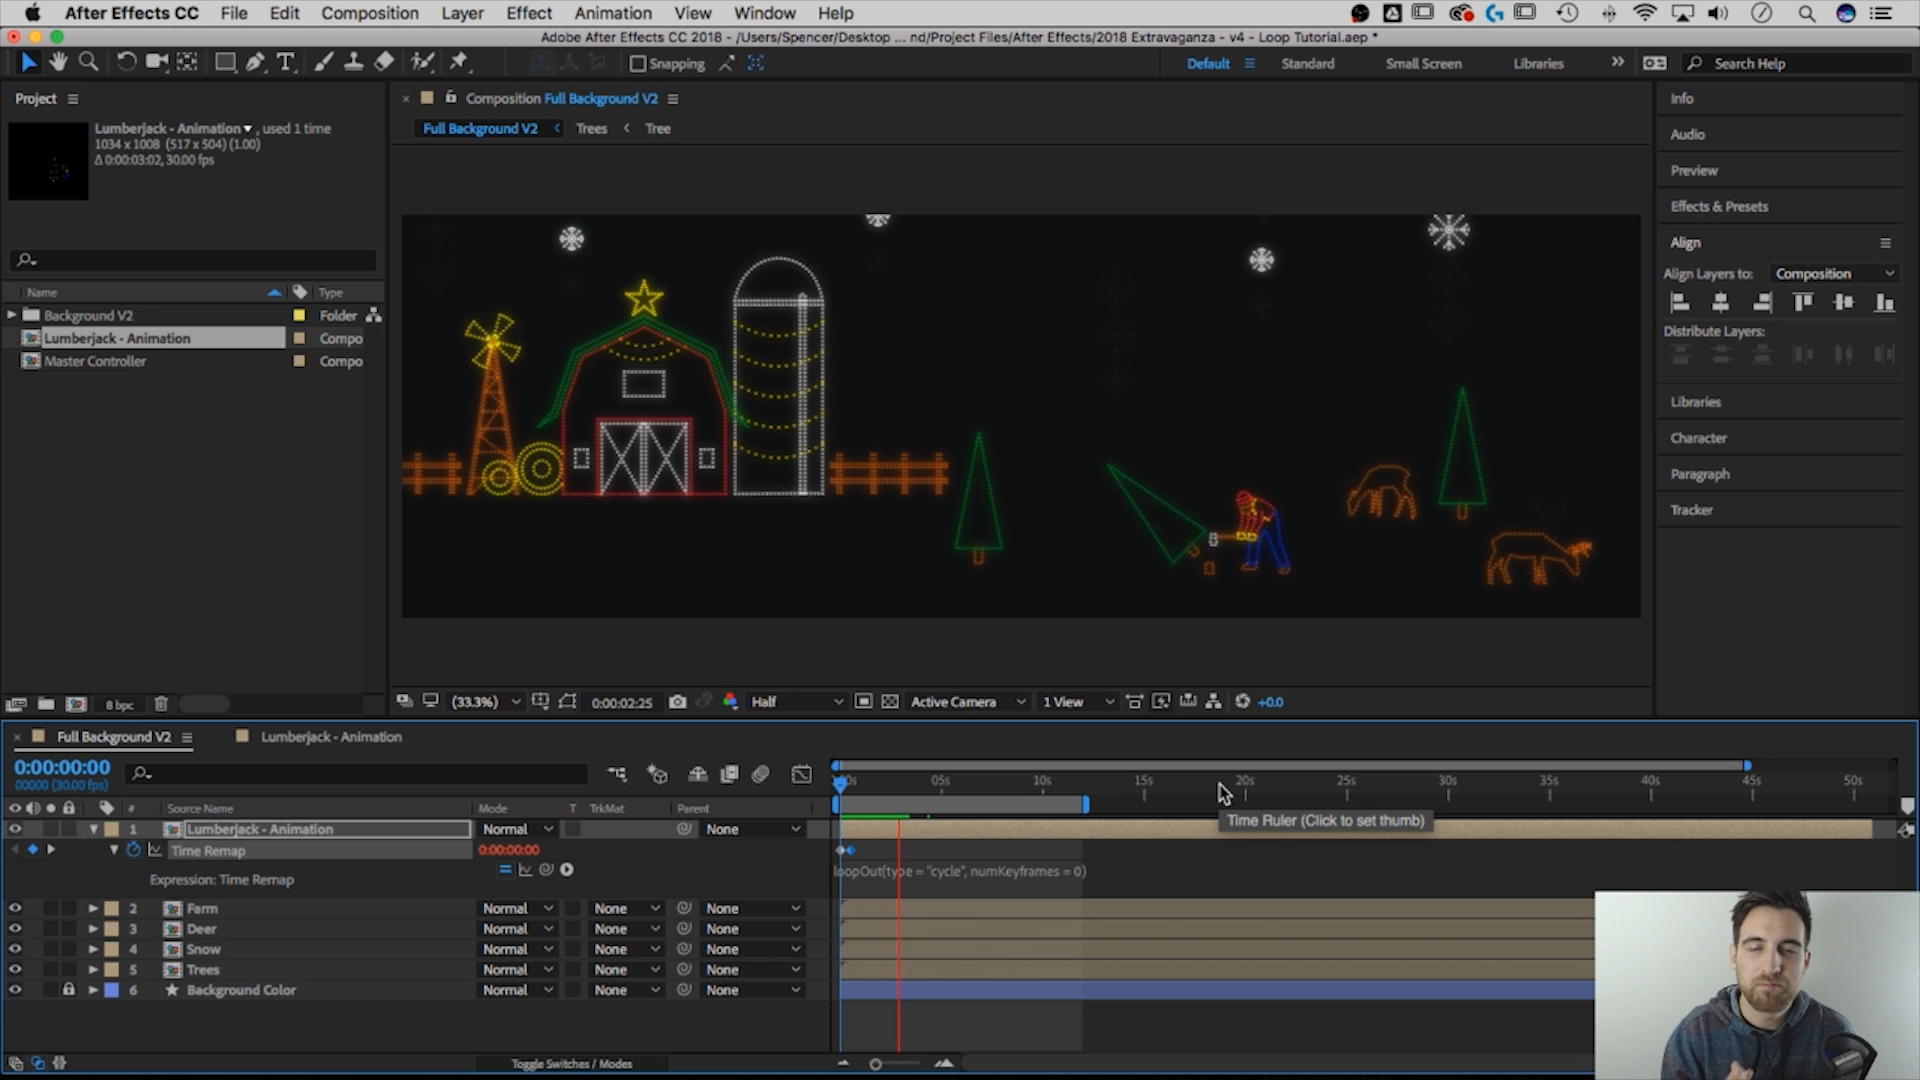 After Effects CC File Edit Composition Layer Effect Animation View Window Help
Adobe After Effects CC 2018 - /Users/Spencer/Desktop ... nd/Project Files/After Effects/2018 Extravaganza - v4 - Loop Tutorial.aep *
Snapping Default Standard Small Screen Libraries Search Help
Project
Lumberjack - Animation , used 1 time
1034 x 1008 (517 x 504) (1.00)
Δ 0:00:03:02, 30.00 fps
Name Type
Background V2 Folder
Lumberjack - Animation Compo
Master Controller Compo
8 bpc
Composition Full Background V2
Full Background V2 Trees Tree
(33.3%) 0:00:02:25 Half Active Camera 1 View +0.0
Info
Audio
Preview
Effects & Presets
Align
Align Layers to: Composition
Distribute Layers:
Libraries
Character
Paragraph
Tracker
Full Background V2 Lumberjack - Animation
0:00:00:00
00000 (30.00 fps)
05s 10s 15s 20s 25s 30s 35s 40s 45s 50s
# Source Name Mode T TrkMat Parent
1 Lumberjack - Animation Normal None
Time Ruler (Click to set thumb)
Time Remap 0:00:00:00
Expression: Time Remap
loopOut(type = "cycle", numKeyframes = 0)
2 Farm Normal None None
3 Deer Normal None None
4 Snow Normal None None
5 Trees Normal None None
6 Background Color Normal None None
Toggle Switches / Modes